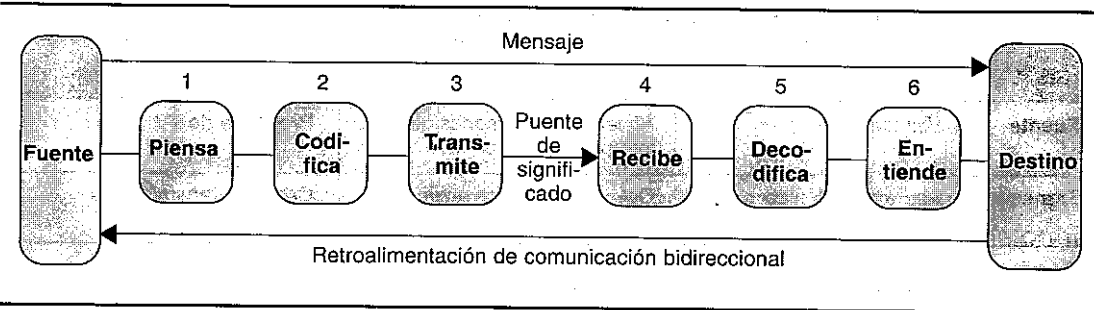 Mensaje
1 2 3 4 5 6
Fuente
Piensa
Codi-
fica
Trans-
mite
Puente
de
signifi-
cado
Recibe
Deco-
difica
En-
tiende
Destino
Retroalimentación de comunicación bidireccional